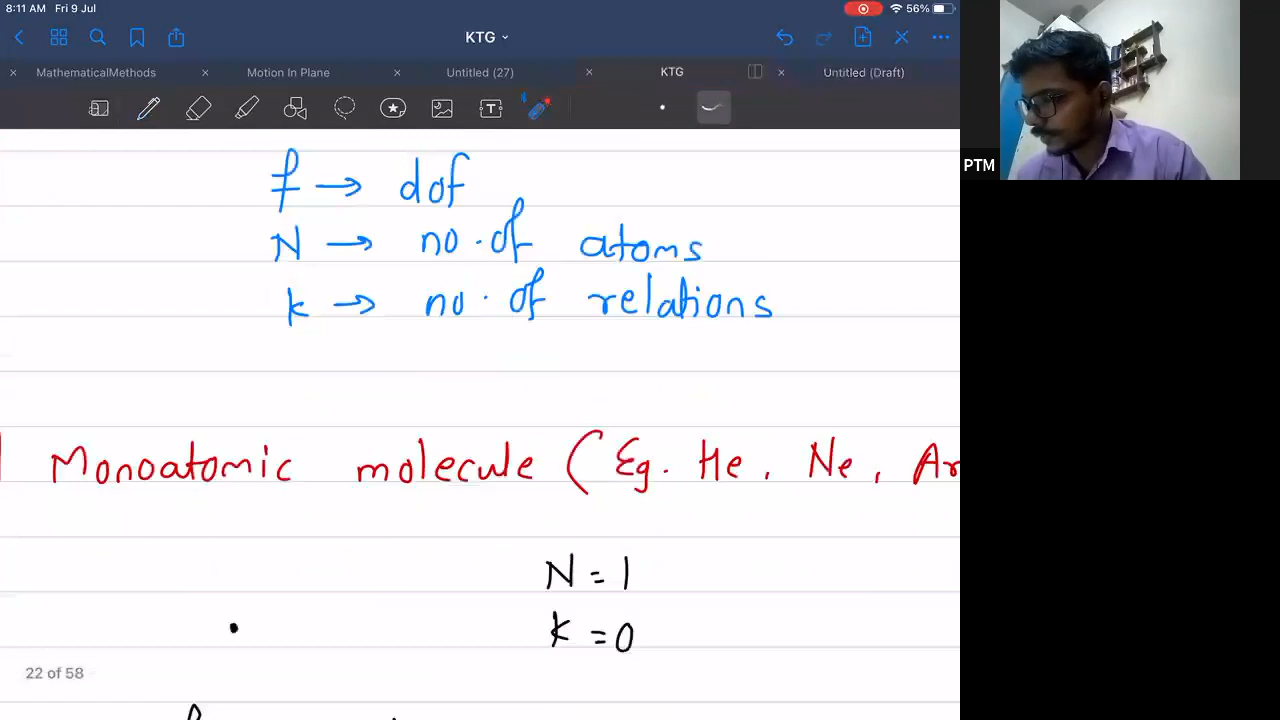 8:11 AM Fri 9 Jul
56%
KTG
MathematicalMethods
Motion In Plane
Untitled (27)
KTG
Untitled (Draft)
T
PTM
f → dof
N → no. of atoms
k → no. of relations
Monoatomic molecule (Eg. He, Ne, Ar
N = 1
k = 0
22 of 58